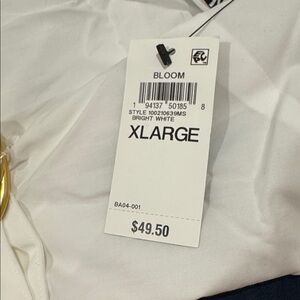 BLOOM
1 94137 50185 8
STYLE 100210639MS
BRIGHT WHITE
XLARGE
BA04-001
$49.50